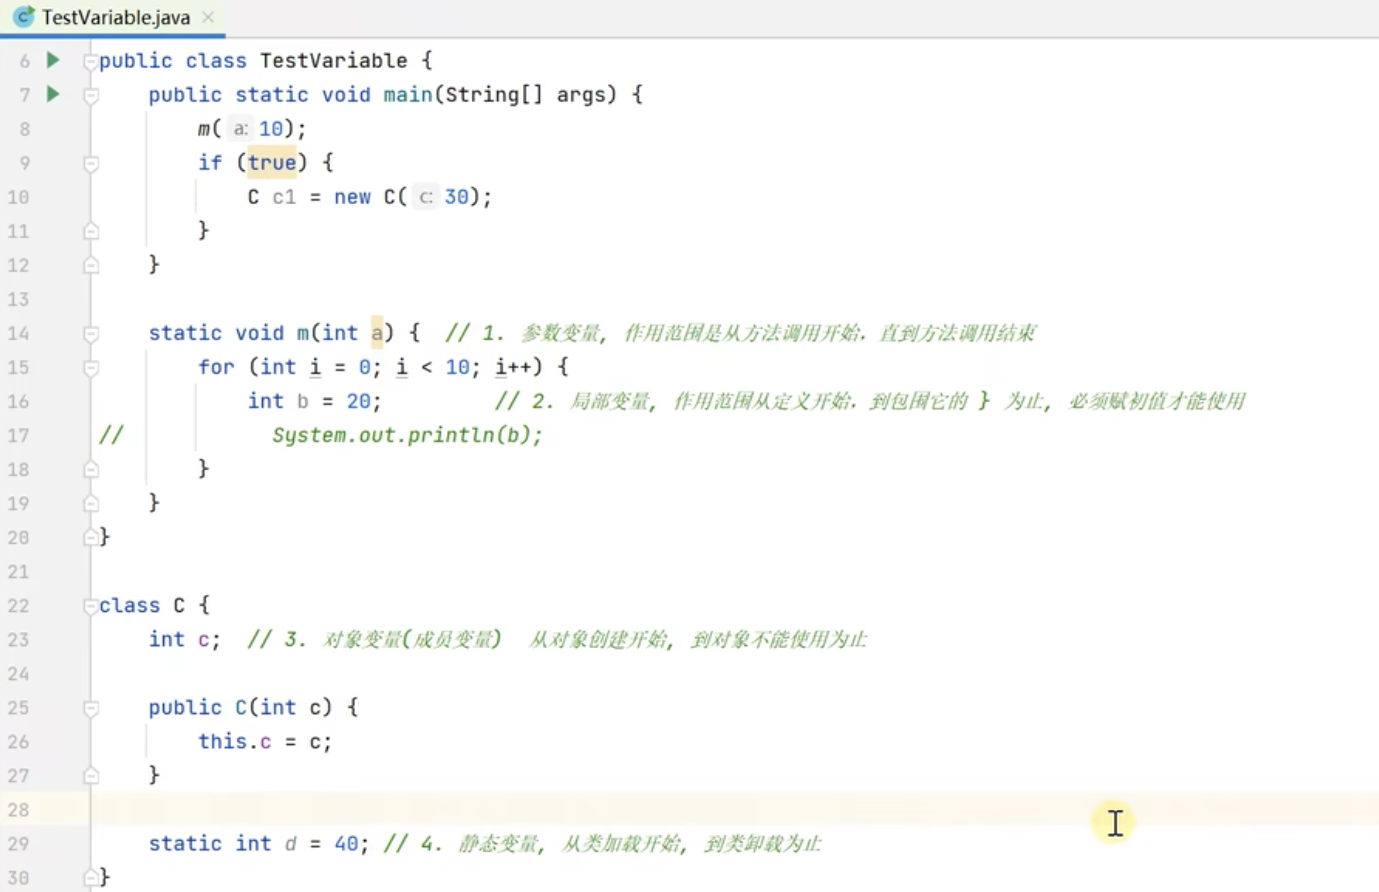 TestVariable.java
6 public class TestVariable {
7 public static void main(String[] args) {
8 m( a: 10);
9 if (true) {
10 C c1 = new C( c: 30);
11 }
12 }
13
14 static void m(int a) { // 1. 参数变量, 作用范围是从方法调用开始，直到方法调用结束
15 for (int i = 0; i < 10; i++) {
16 int b = 20; // 2. 局部变量, 作用范围从定义开始，到包围它的 } 为止, 必须赋初值才能使用
17 // System.out.println(b);
18 }
19 }
20 }
21
22 class C {
23 int c; // 3. 对象变量(成员变量) 从对象创建开始, 到对象不能使用为止
24
25 public C(int c) {
26 this.c = c;
27 }
28
29 static int d = 40; // 4. 静态变量, 从类加载开始, 到类卸载为止
30 }